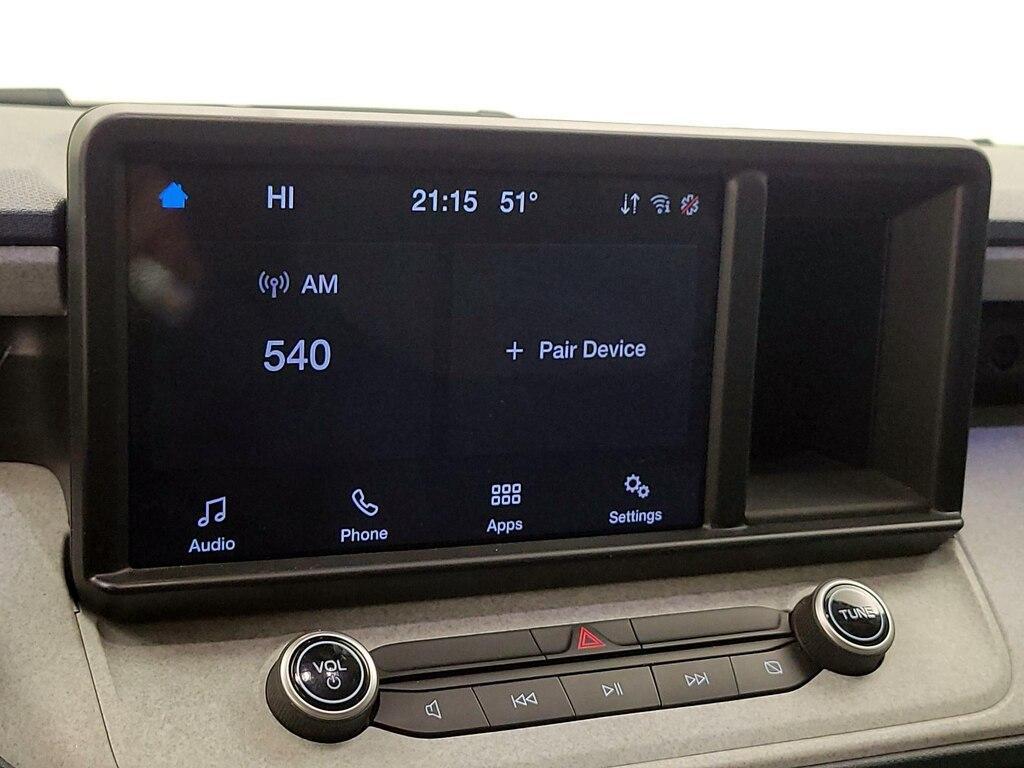 HI 21:15 51°
AM
540
+ Pair Device
Audio Phone Apps Settings
VOL
TUNE